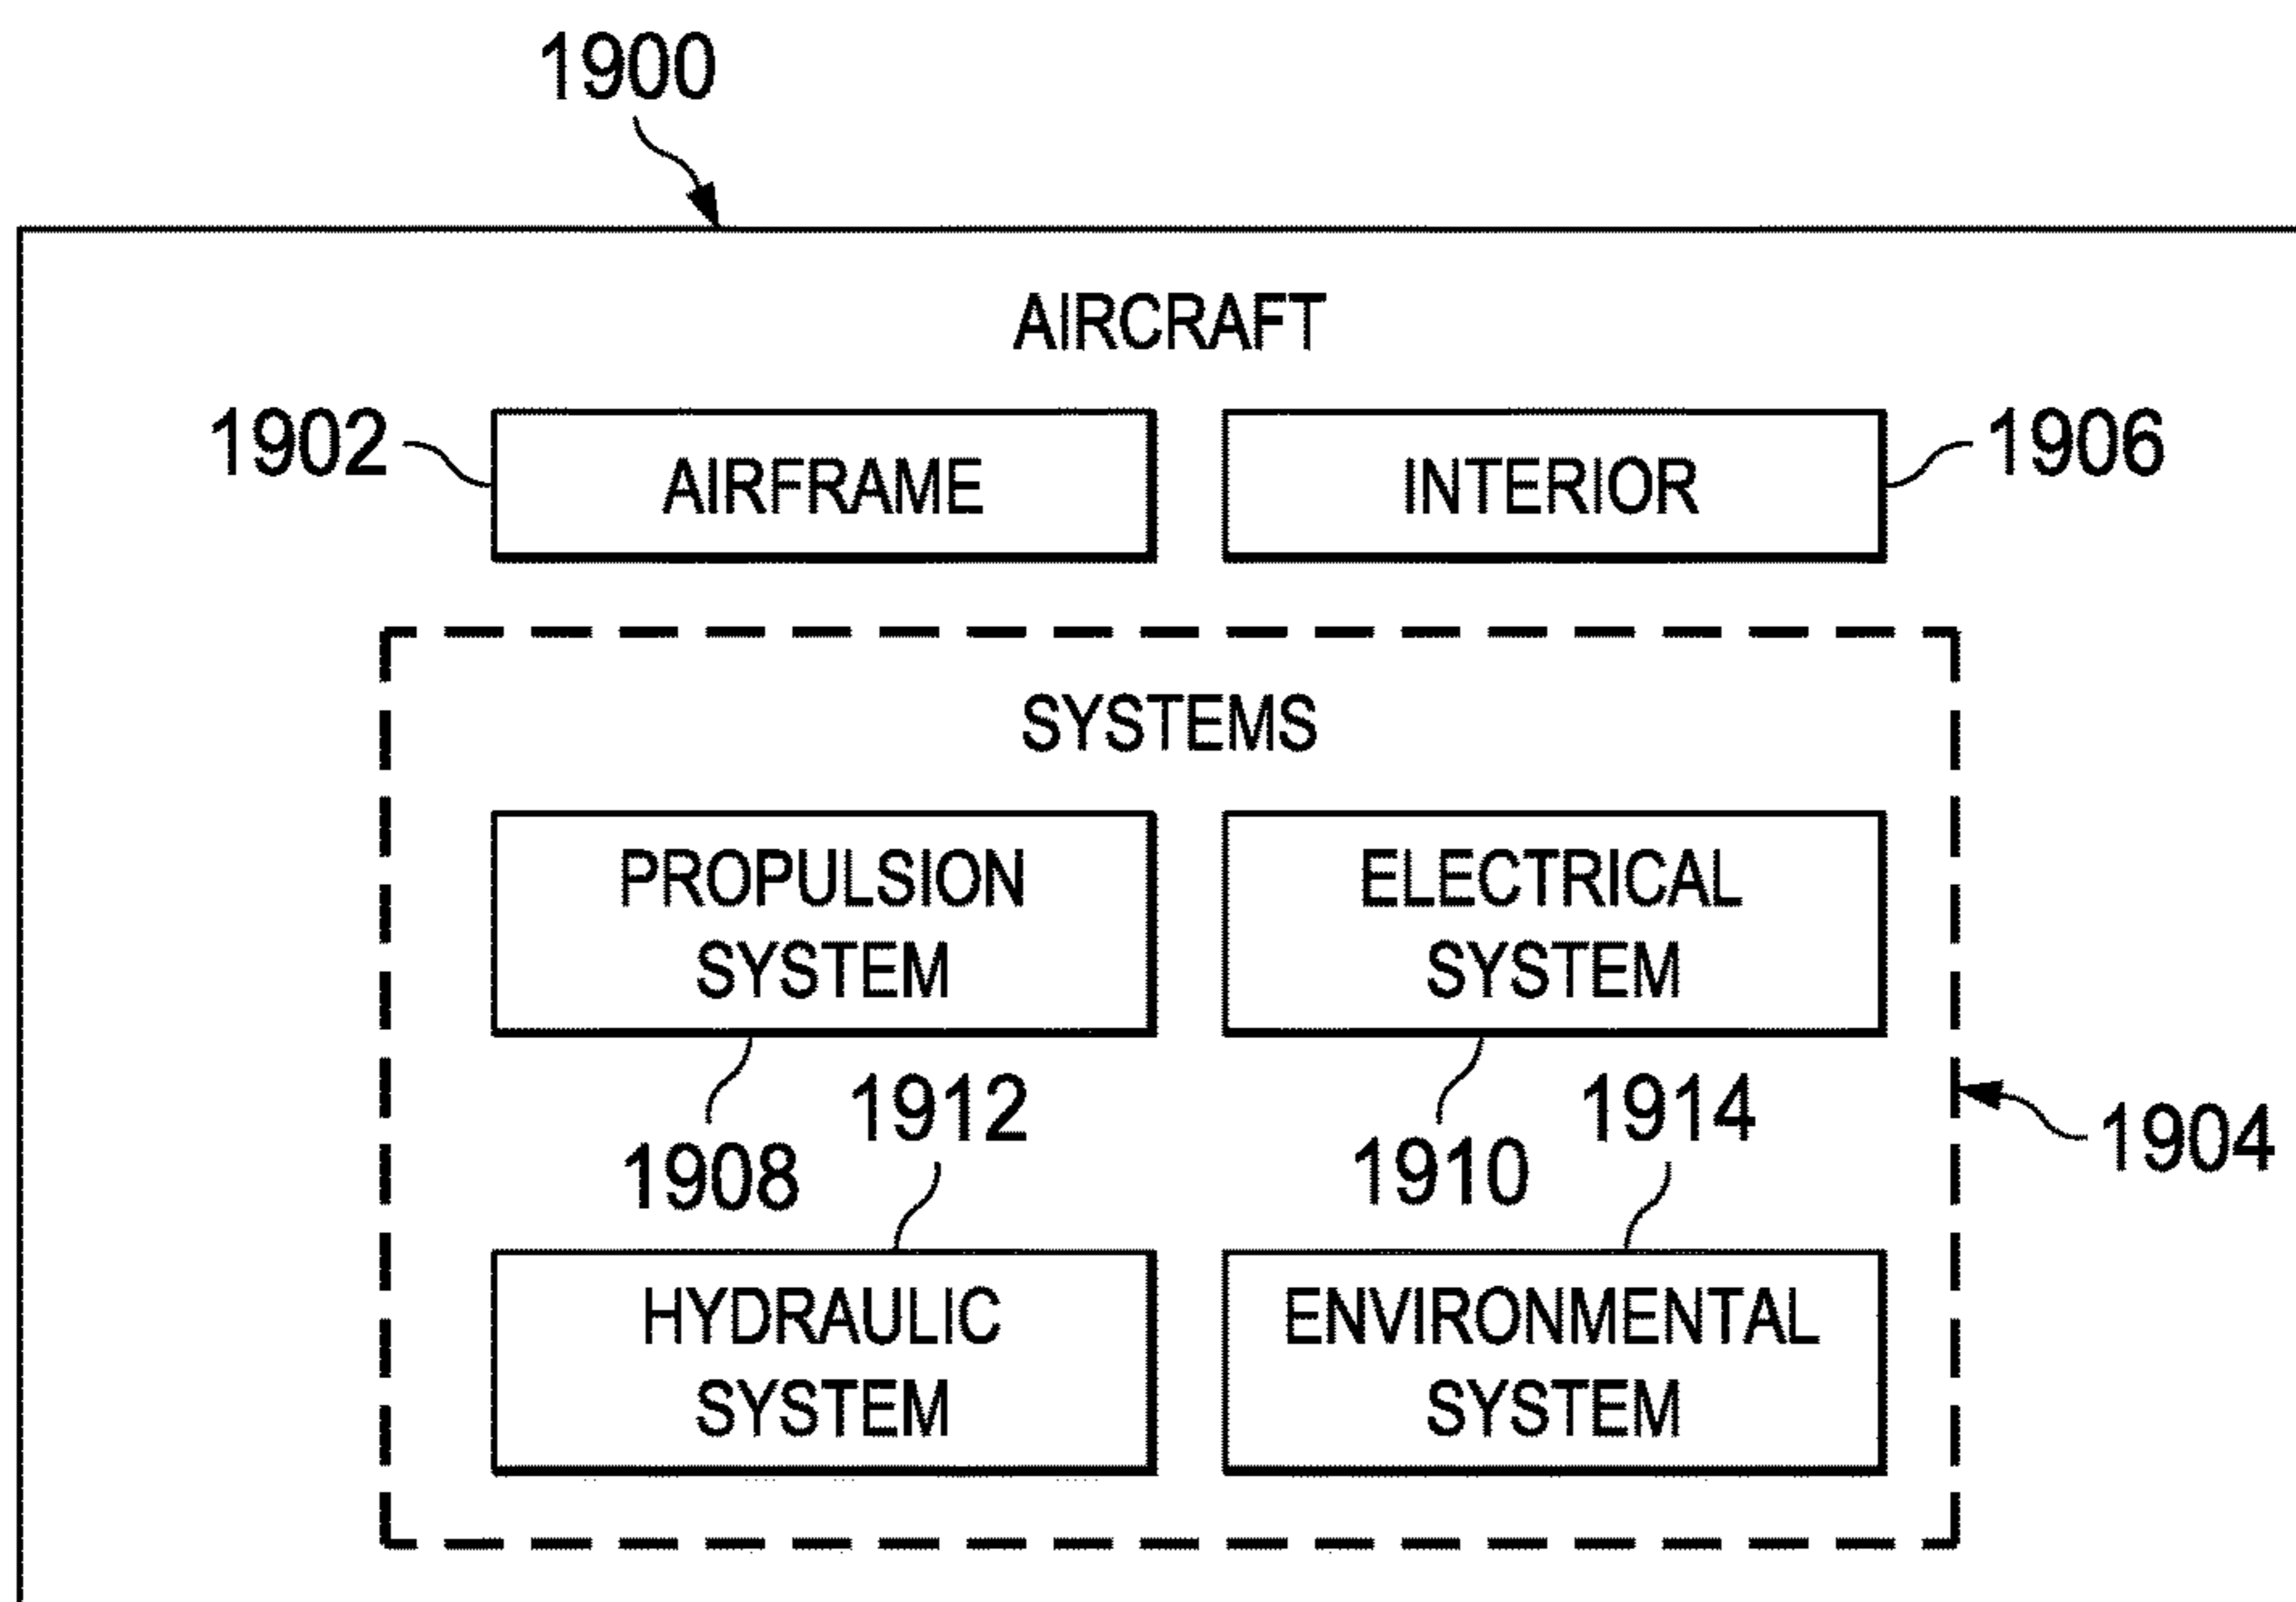 1900
AIRCRAFT
1902
AIRFRAME
INTERIOR
1906
SYSTEMS
PROPULSION
SYSTEM
ELECTRICAL
SYSTEM
1908
1912
1910
1914
1904
HYDRAULIC
SYSTEM
ENVIRONMENTAL
SYSTEM